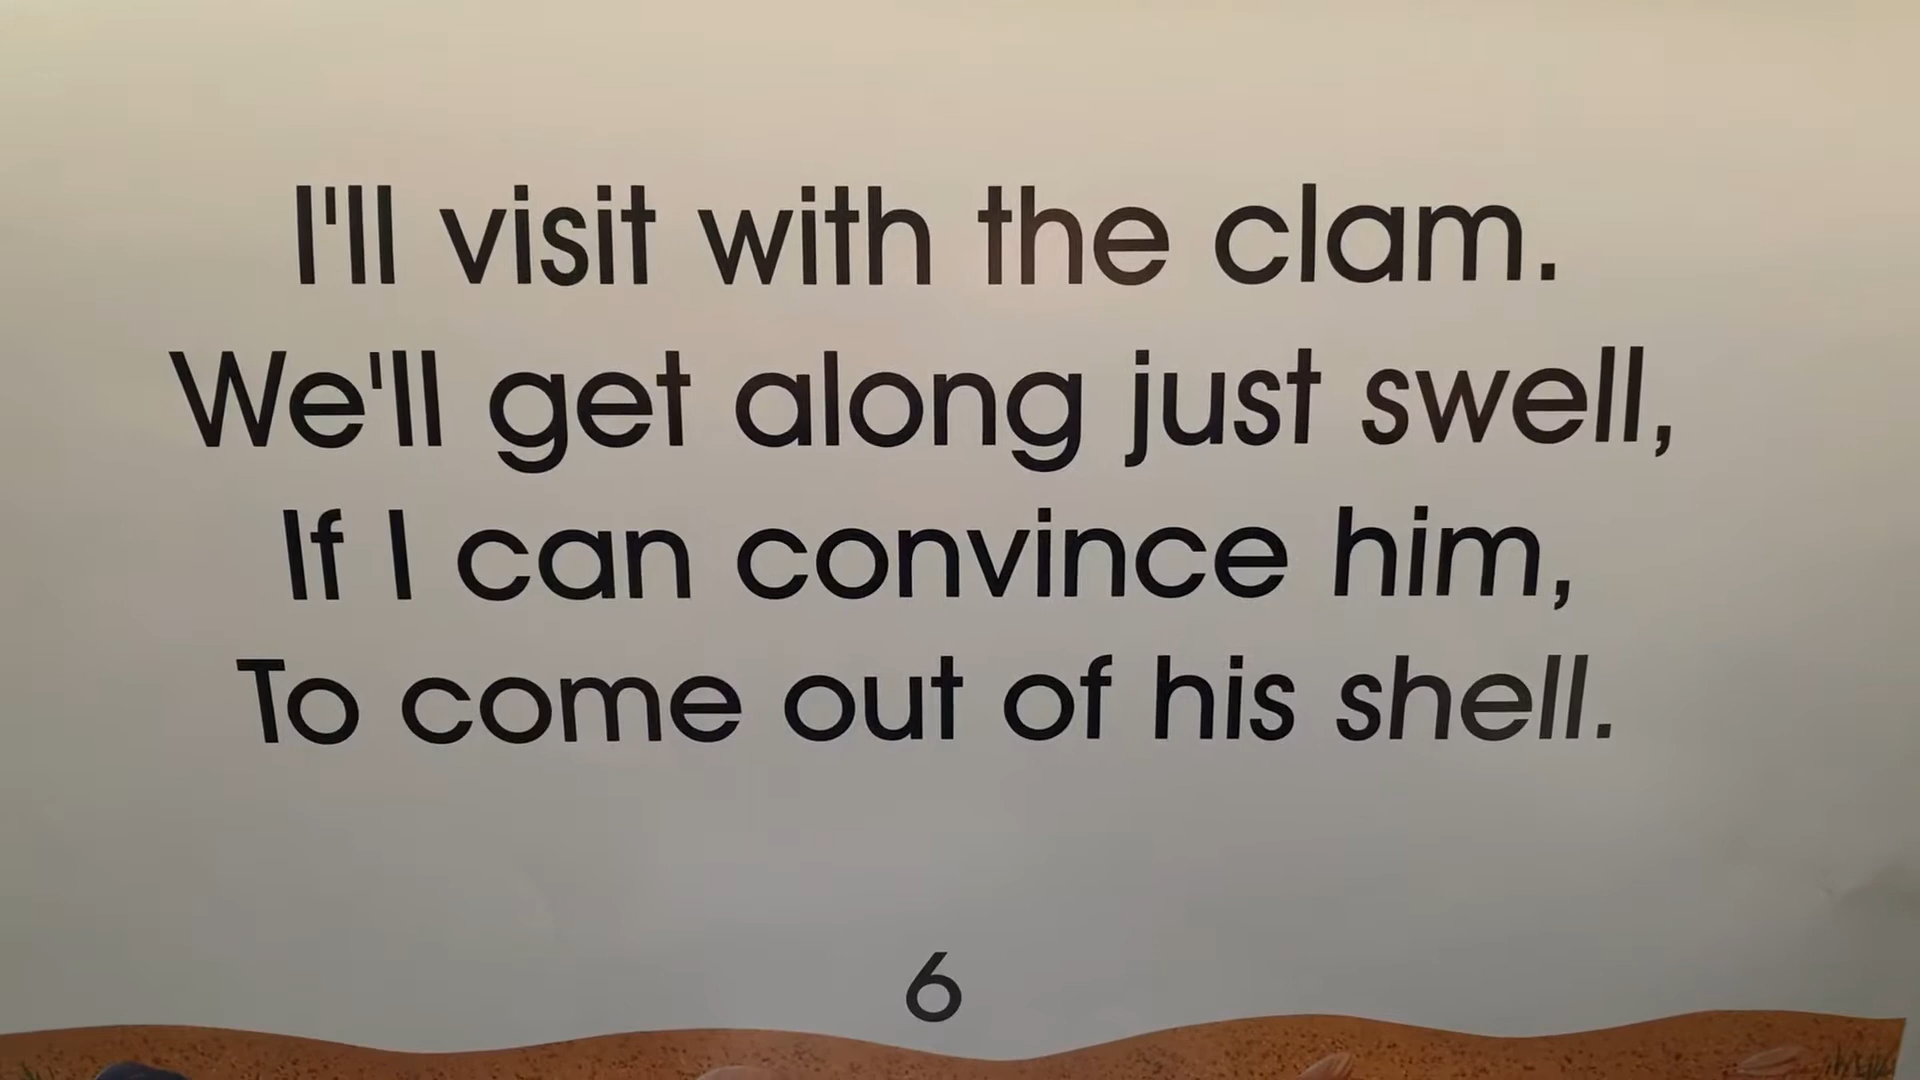 I'll visit with the clam.
We'll get along just swell,
If I can convince him,
To come out of his shell.
6